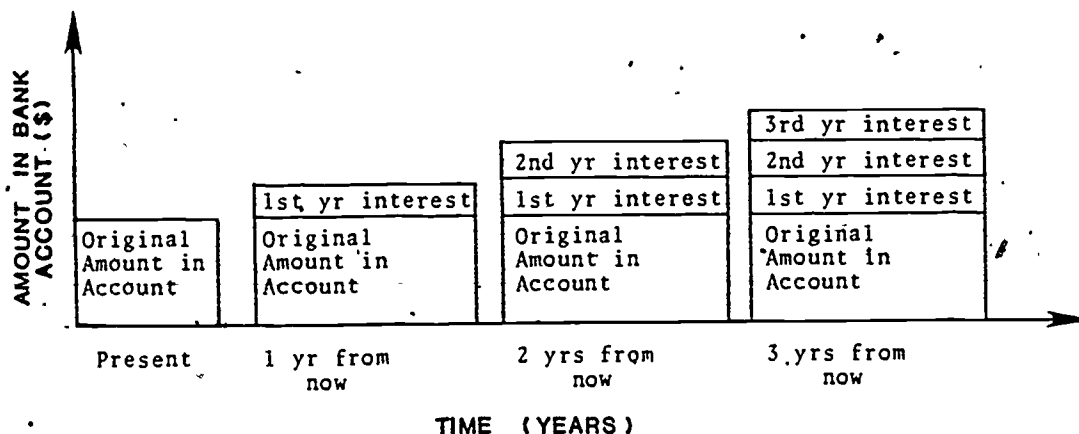 AMOUNT IN BANK
ACCOUNT ($)
Original
Amount in
Account
1st yr interest
Original
Amount in
Account
2nd yr interest
1st yr interest
Original
Amount in
Account
3rd yr interest
2nd yr interest
1st yr interest
Original
Amount in
Account
Present
1 yr from
now
2 yrs from
now
3 yrs from
now
TIME (YEARS)